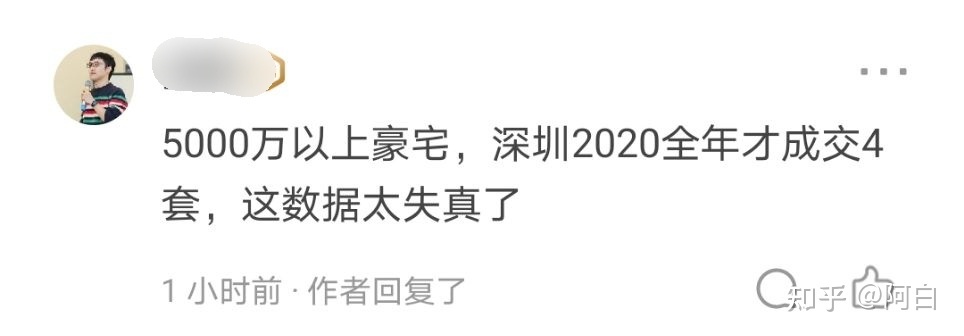 5000万以上豪宅，深圳2020全年才成交4
套，这数据太失真了
1 小时前 · 作者回复了
知乎 @阿白